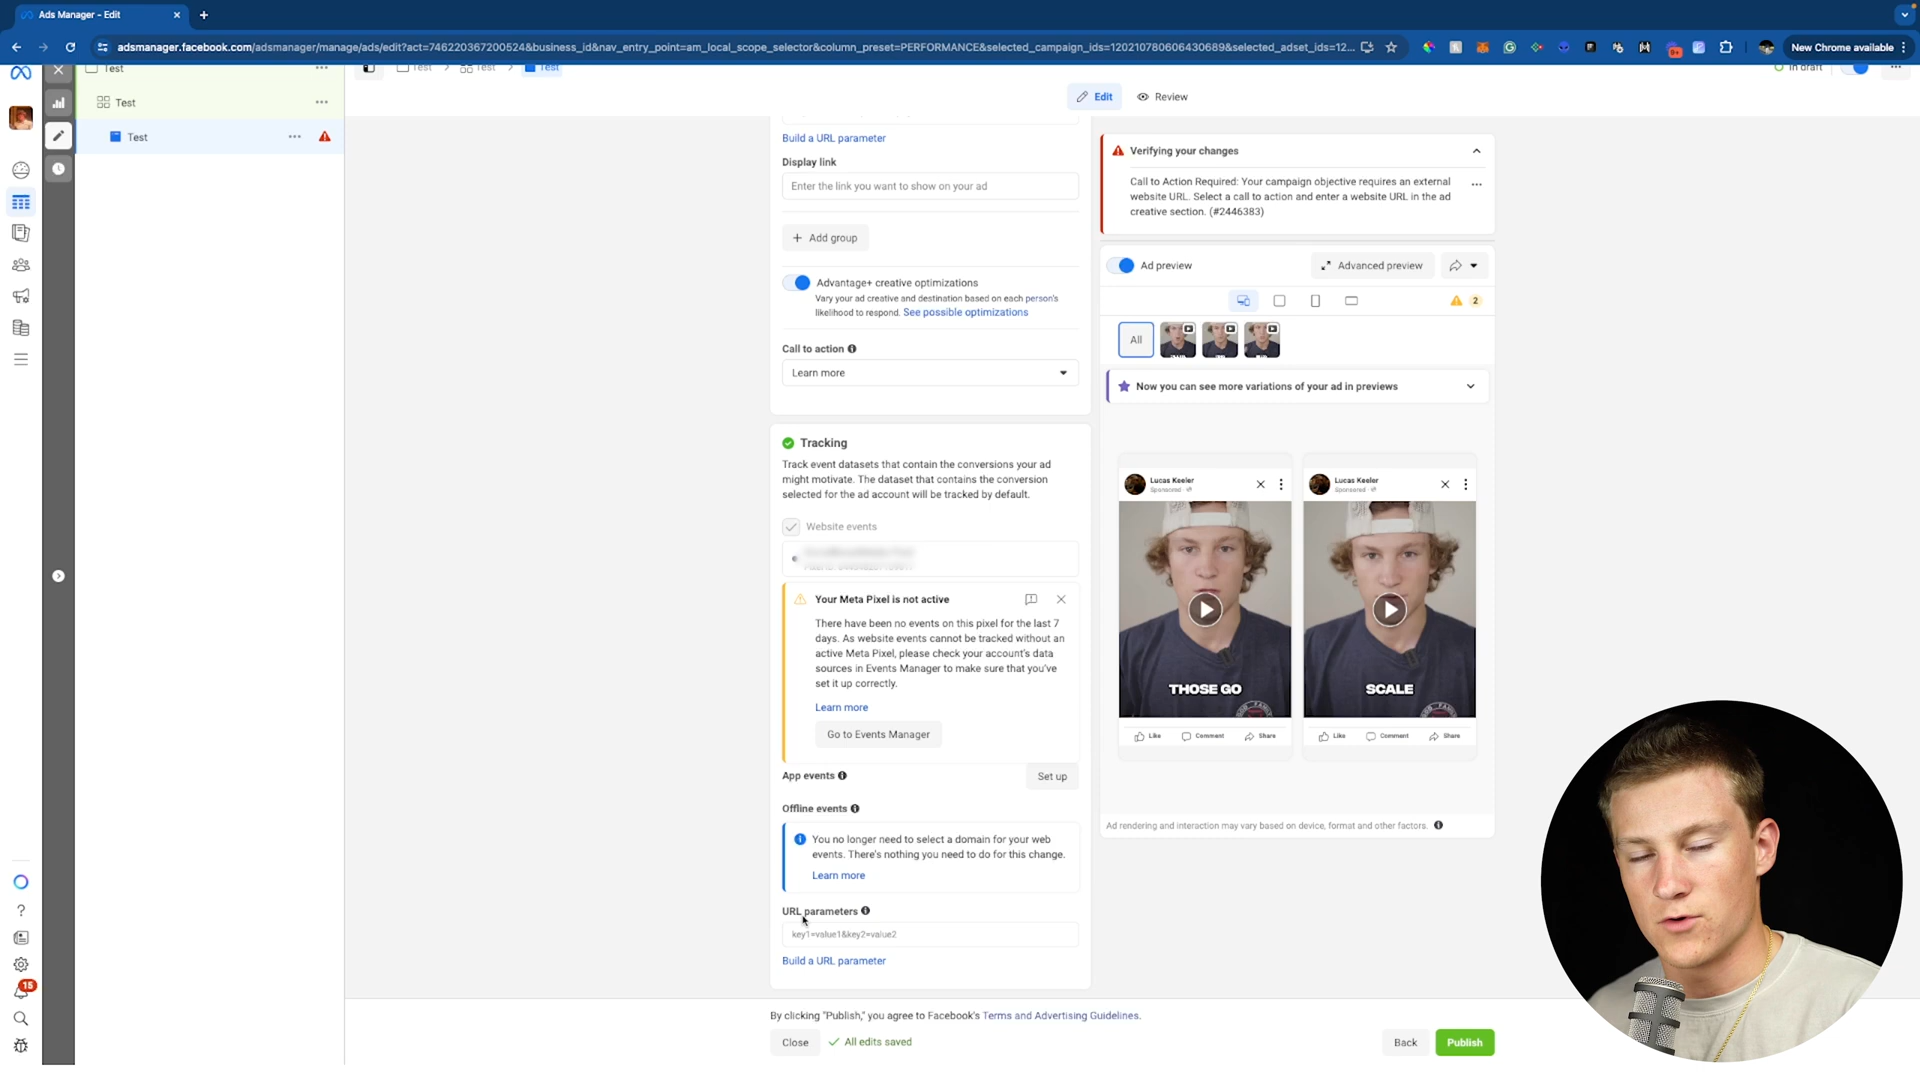 Ads Manager - Edit
adsmanager.facebook.com/adsmanager/manage/ads/edit?act=746220367200524&business_id&nav_entry_point=am_local_scope_selector&column_preset=PERFORMANCE&selected_campaign_ids=120210780606430689&selected_adset_ids=12...
9+
New Chrome available
Test
Test
Test
Test
Test
Test
In draft
Edit
Review
Build a URL parameter
Display link
Enter the link you want to show on your ad
Add group
Advantage+ creative optimizations
Vary your ad creative and destination based on each person's
likelihood to respond. See possible optimizations
Call to action
Learn more
Tracking
Track event datasets that contain the conversions your ad
might motivate. The dataset that contains the conversion
selected for the ad account will be tracked by default.
Website events
Your Meta Pixel is not active
There have been no events on this pixel for the last 7
days. As website events cannot be tracked without an
active Meta Pixel, please check your account's data
sources in Events Manager to make sure that you've
set it up correctly.
Learn more
Go to Events Manager
App events
Set up
Offline events
You no longer need to select a domain for your web
events. There's nothing you need to do for this change.
Learn more
URL parameters
key1=value1&key2=value2
Build a URL parameter
Verifying your changes
Call to Action Required: Your campaign objective requires an external
website URL. Select a call to action and enter a website URL in the ad
creative section. (#2446383)
Ad preview
Advanced preview
2
All
Now you can see more variations of your ad in previews
Lucas Keeler
Sponsored
THOSE GO
Like
Comment
Share
Lucas Keeler
Sponsored
SCALE
Like
Comment
Share
Ad rendering and interaction may vary based on device, format and other factors.
15
By clicking "Publish," you agree to Facebook's Terms and Advertising Guidelines.
Close
All edits saved
Back
Publish